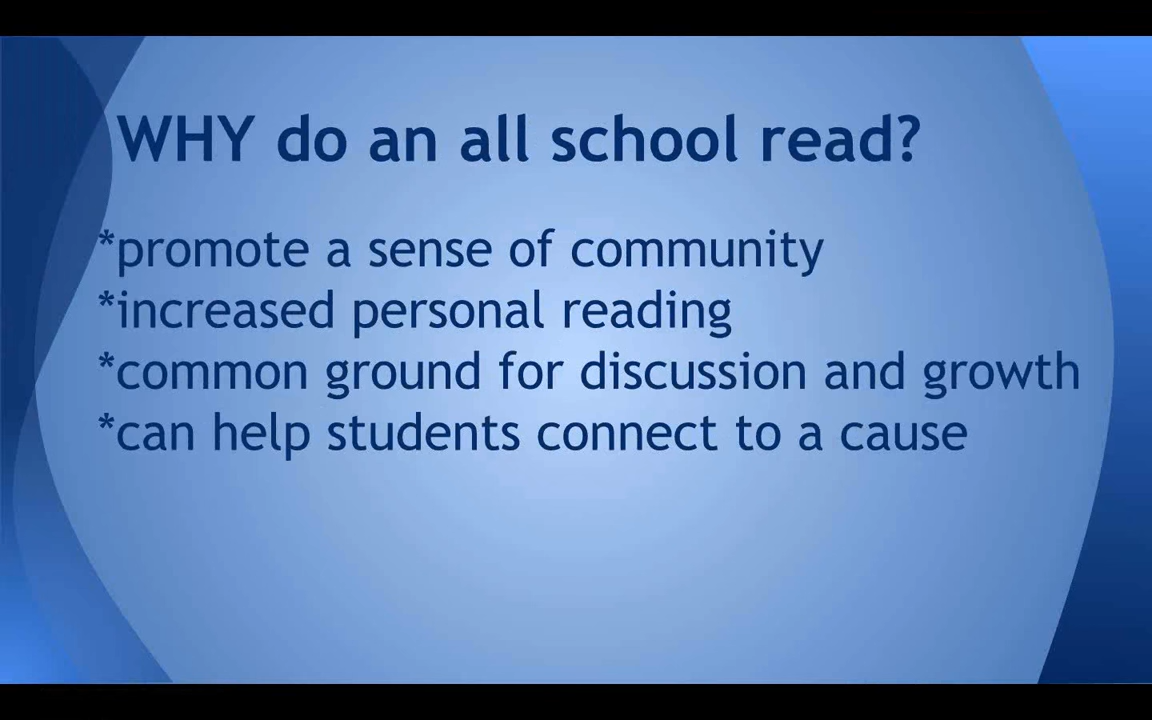 WHY do an all school read?
*promote a sense of community
*increased personal reading
*common ground for discussion and growth
*can help students connect to a cause